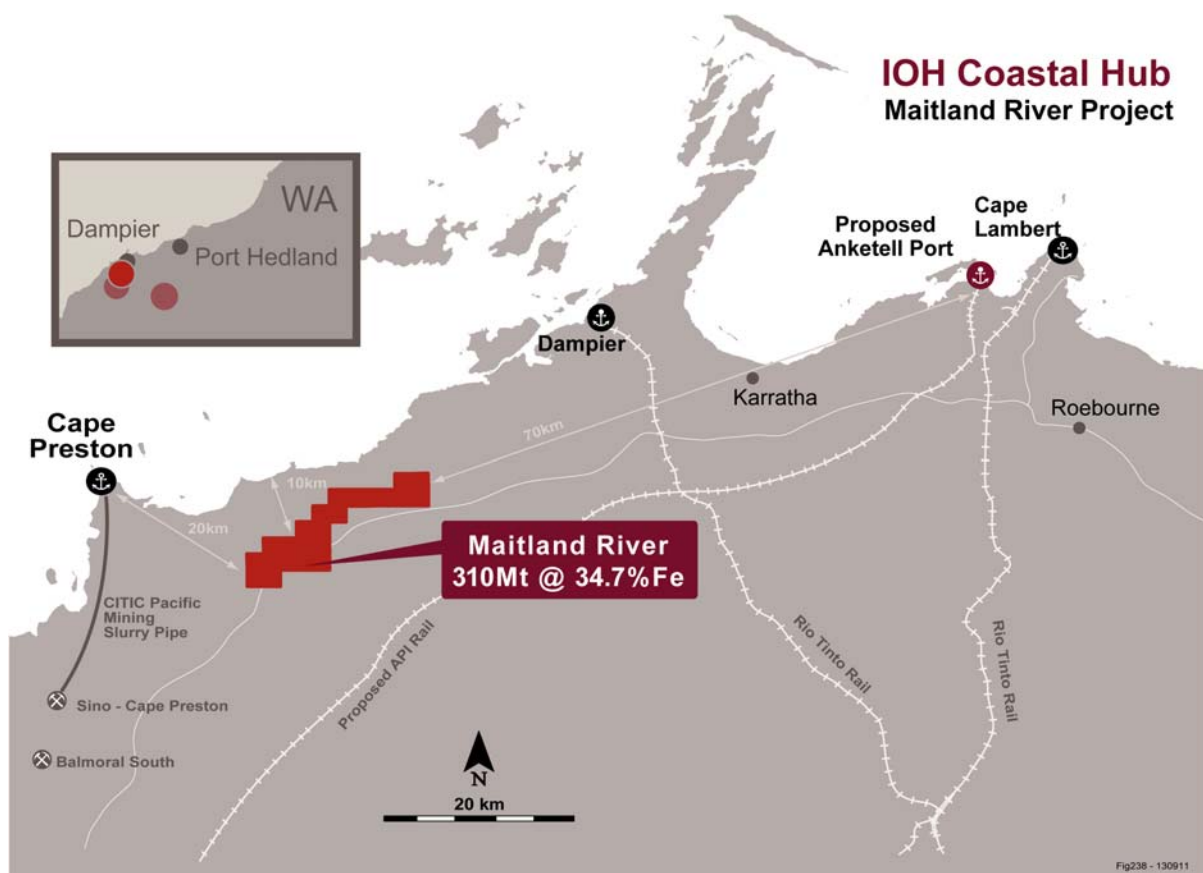 IOH Coastal Hub
Maitland River Project
WA
Dampier
Port Hedland
Proposed
Anketell Port
Cape
Lambert
Dampier
Karratha
Roebourne
70km
Cape
Preston
10km
20km
Maitland River
310Mt @ 34.7%Fe
CITIC Pacific
Mining
Slurry Pipe
Proposed API Rail
Rio Tinto Rail
Rio Tinto Rail
Sino - Cape Preston
Balmoral South
N
20 km
Fig238 - 130911